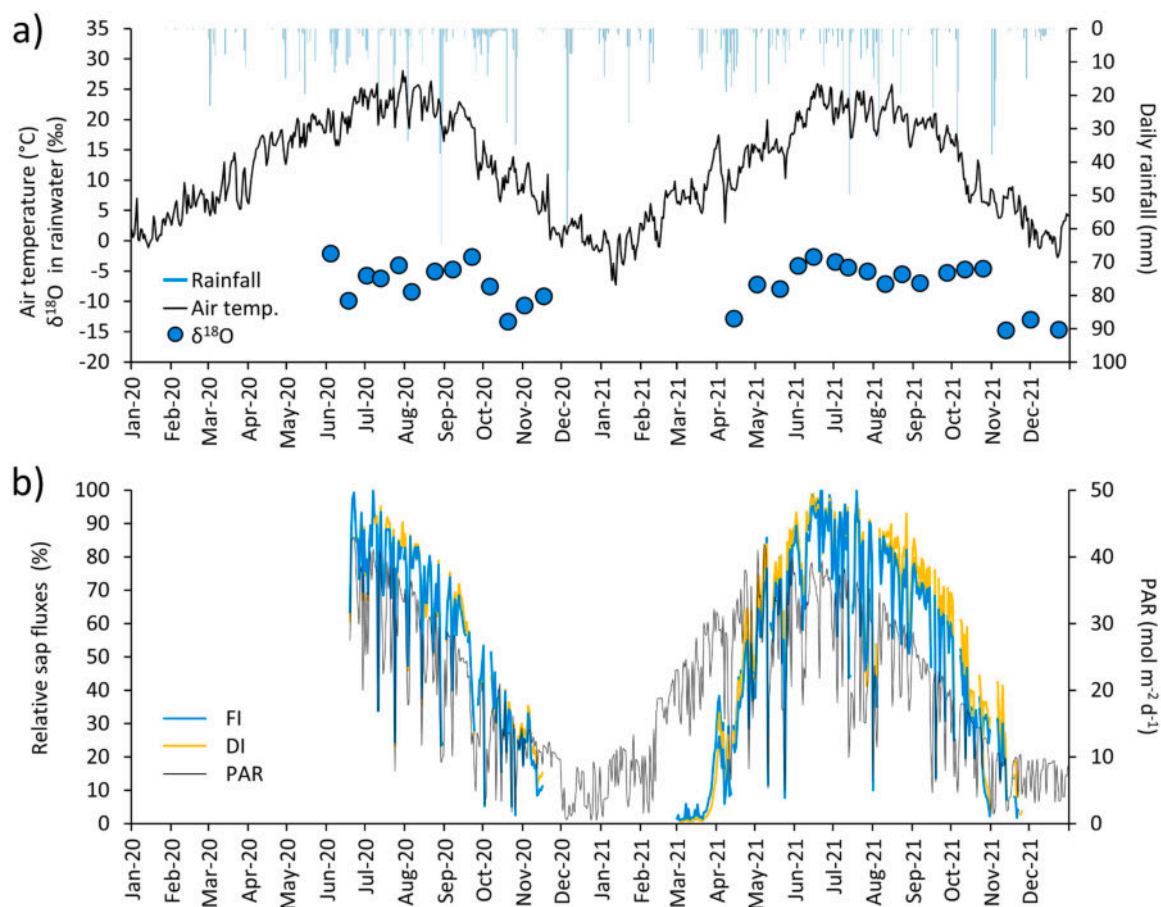 a)
35
30
25
20
15
10
5
0
-5
-10
-15
-20
Air temperature (°C)
δ¹⁸O in rainwater (‰)
0
10
20
30
40
50
60
70
80
90
100
Daily rainfall (mm)
Rainfall
Air temp.
δ¹⁸O
Jan-20
Feb-20
Mar-20
Apr-20
May-20
Jun-20
Jul-20
Aug-20
Sep-20
Oct-20
Nov-20
Dec-20
Jan-21
Feb-21
Mar-21
Apr-21
May-21
Jun-21
Jul-21
Aug-21
Sep-21
Oct-21
Nov-21
Dec-21
b)
100
90
80
70
60
50
40
30
20
10
0
Relative sap fluxes (%)
50
40
30
20
10
0
PAR (mol m⁻² d⁻¹)
FI
DI
PAR
Jan-20
Feb-20
Mar-20
Apr-20
May-20
Jun-20
Jul-20
Aug-20
Sep-20
Oct-20
Nov-20
Dec-20
Jan-21
Feb-21
Mar-21
Apr-21
May-21
Jun-21
Jul-21
Aug-21
Sep-21
Oct-21
Nov-21
Dec-21